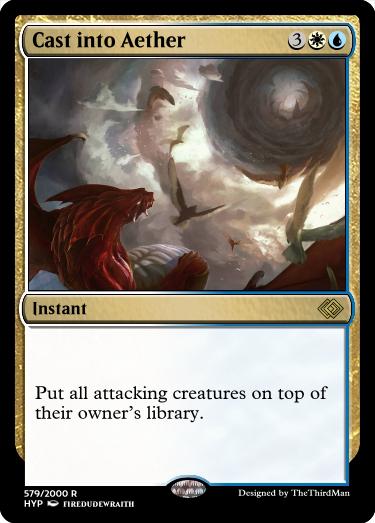 Cast into Aether 3
Instant
Put all attacking creatures on top of
their owner's library.
579/2000 R
HYP FIREDUDEWRAITH
Designed by TheThirdMan